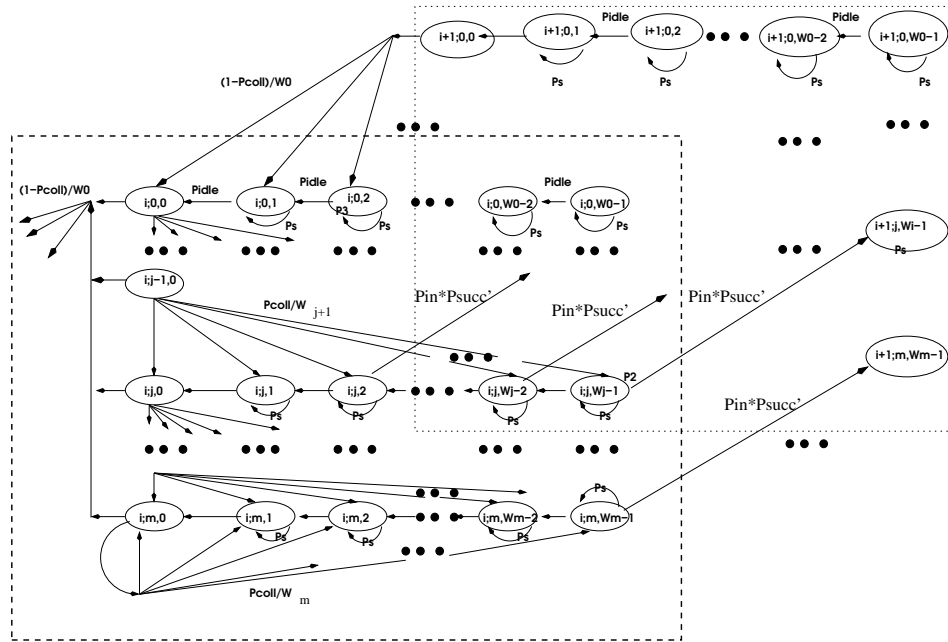 Pidle Pidle
i+1;0,0 i+1;0,1 i+1;0,2 i+1;0,W0−2 i+1;0,W0−1
Ps Ps Ps Ps
(1−Pcoll)/W0
(1−Pcoll)/W0
Pidle Pidle Pidle
i;0,0 i;0,1 i;0,2 i;0,W0−2 i;0,W0−1
P3
Ps Ps Ps Ps
i+1;j,Wi−1
Ps
i;j−1,0
Pcoll/W j+1
Pin*Psucc' Pin*Psucc' Pin*Psucc'
i+1;m,Wm−1
P2
i;j,0 i;j,1 i;j,2 i;j,Wj−2 i;j,Wj−1
Ps Ps Ps Ps
Pin*Psucc'
Ps
i;m,0 i;m,1 i;m,2 i;m,Wm−2 i;m,Wm−1
Ps Ps Ps
Pcoll/W m